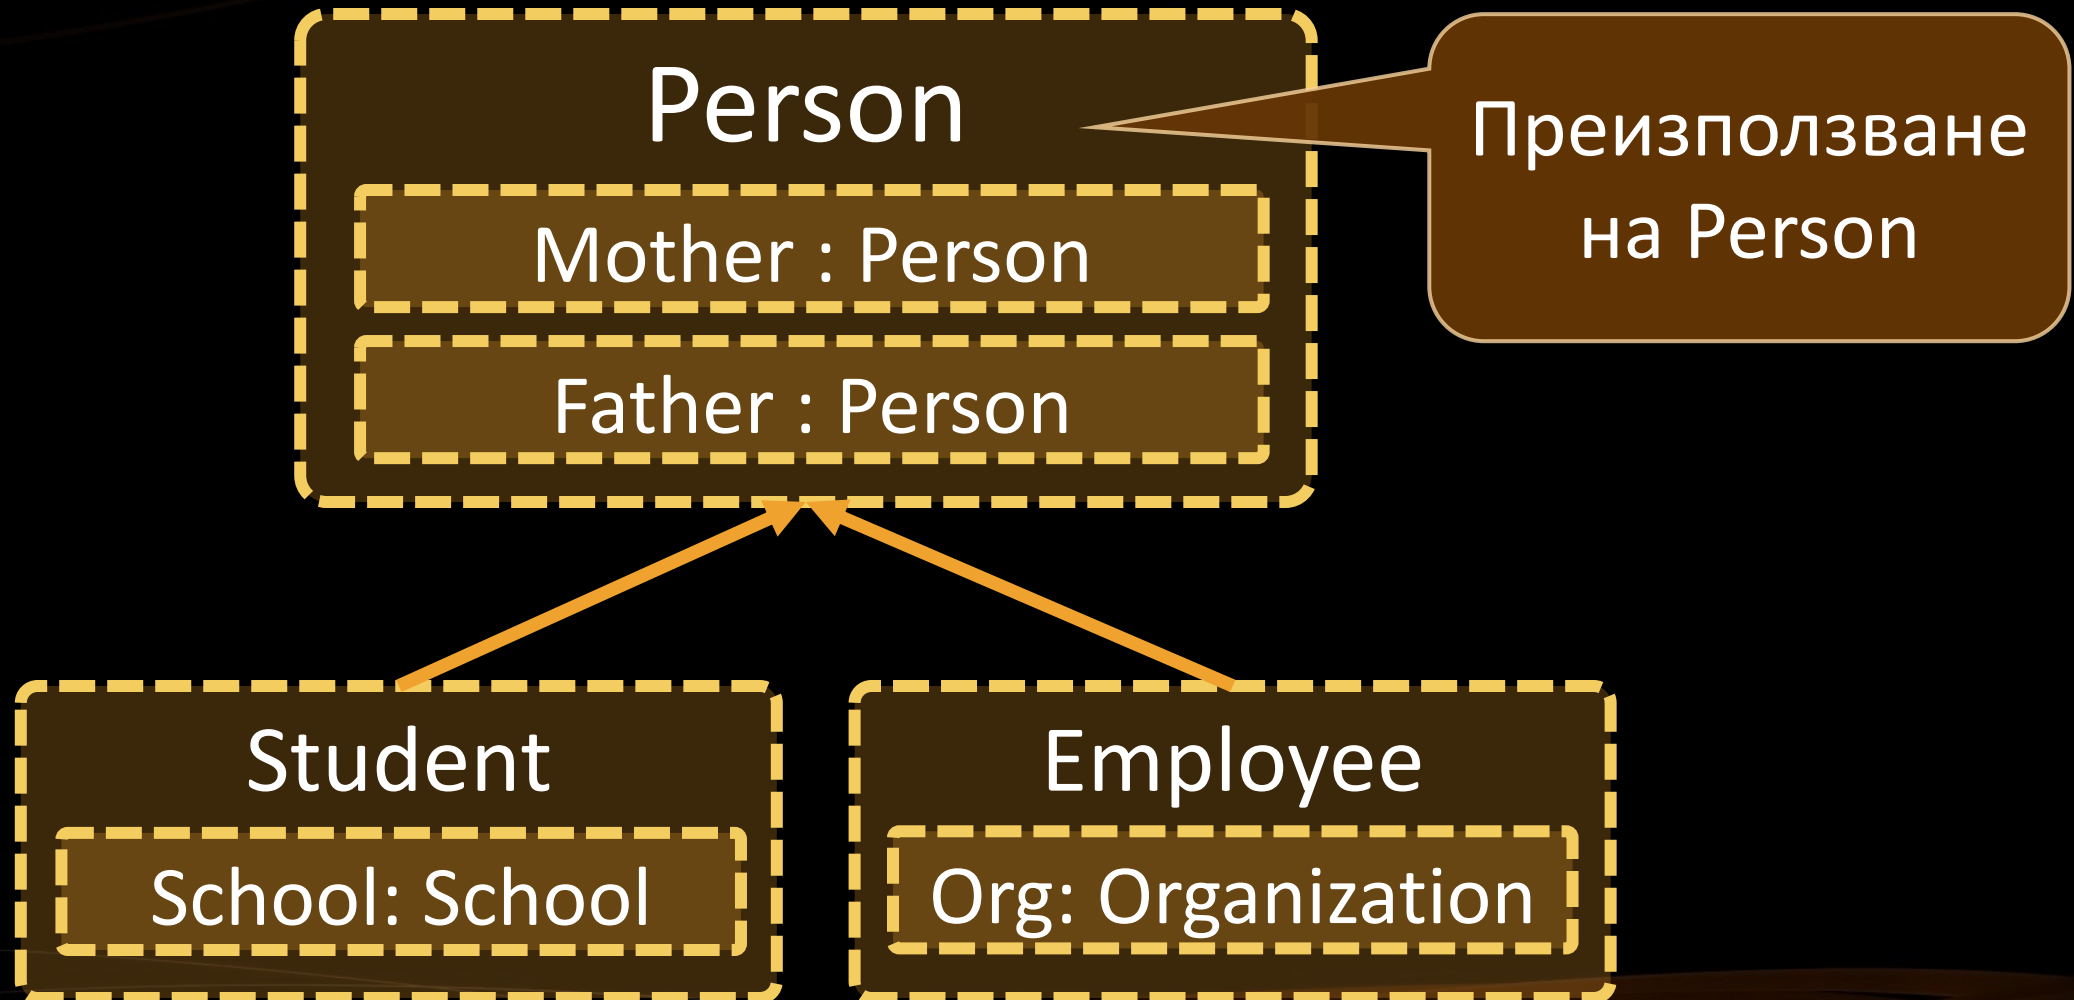 Person
Преизползване
на Person
Mother : Person
Father : Person
Student
School: School
Employee
Org: Organization